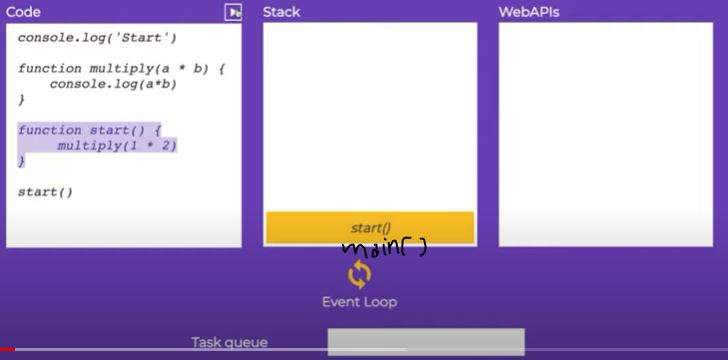 Code
console.log('Start')
function multiply(a * b) {
console.log(a*b)
}
function start() {
multiply(1 * 2)
}
start()
Stack
start()
main()
WebAPIs
Event Loop
Task queue